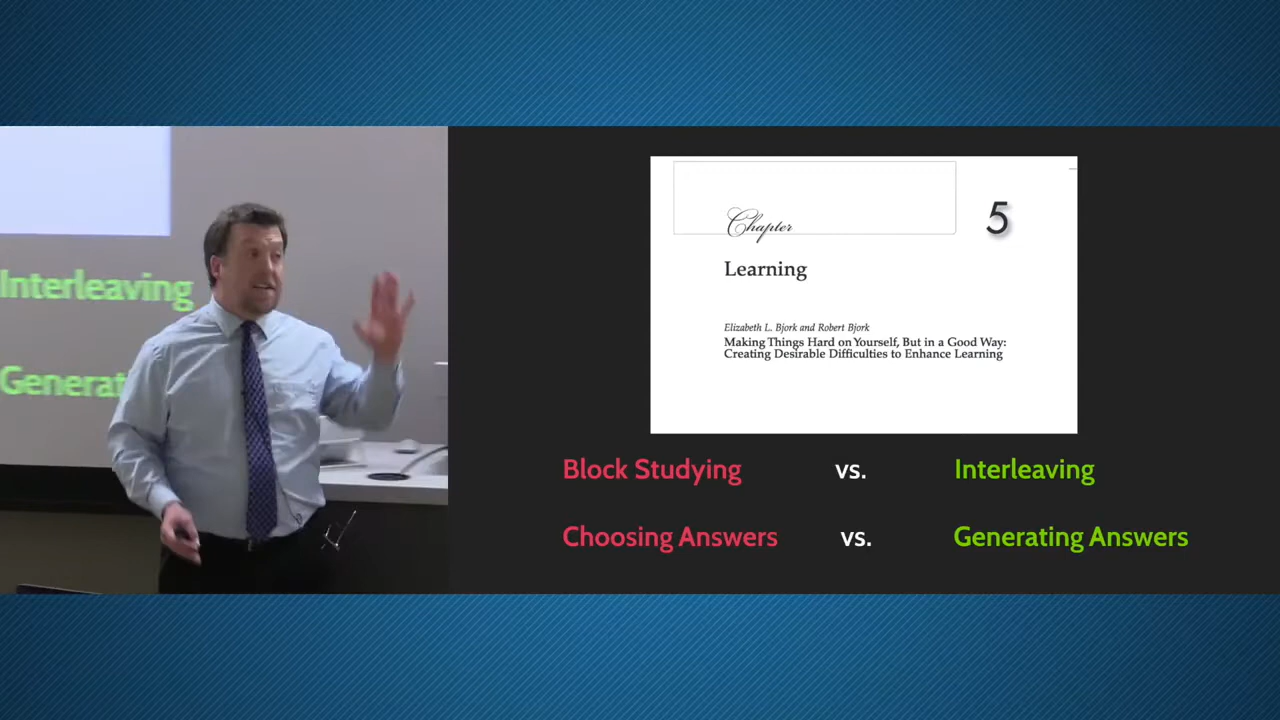 Interleaving
Generat
Chapter 5
Learning
Elizabeth L. Bjork and Robert Bjork
Making Things Hard on Yourself, But in a Good Way:
Creating Desirable Difficulties to Enhance Learning
Block Studying vs. Interleaving
Choosing Answers vs. Generating Answers